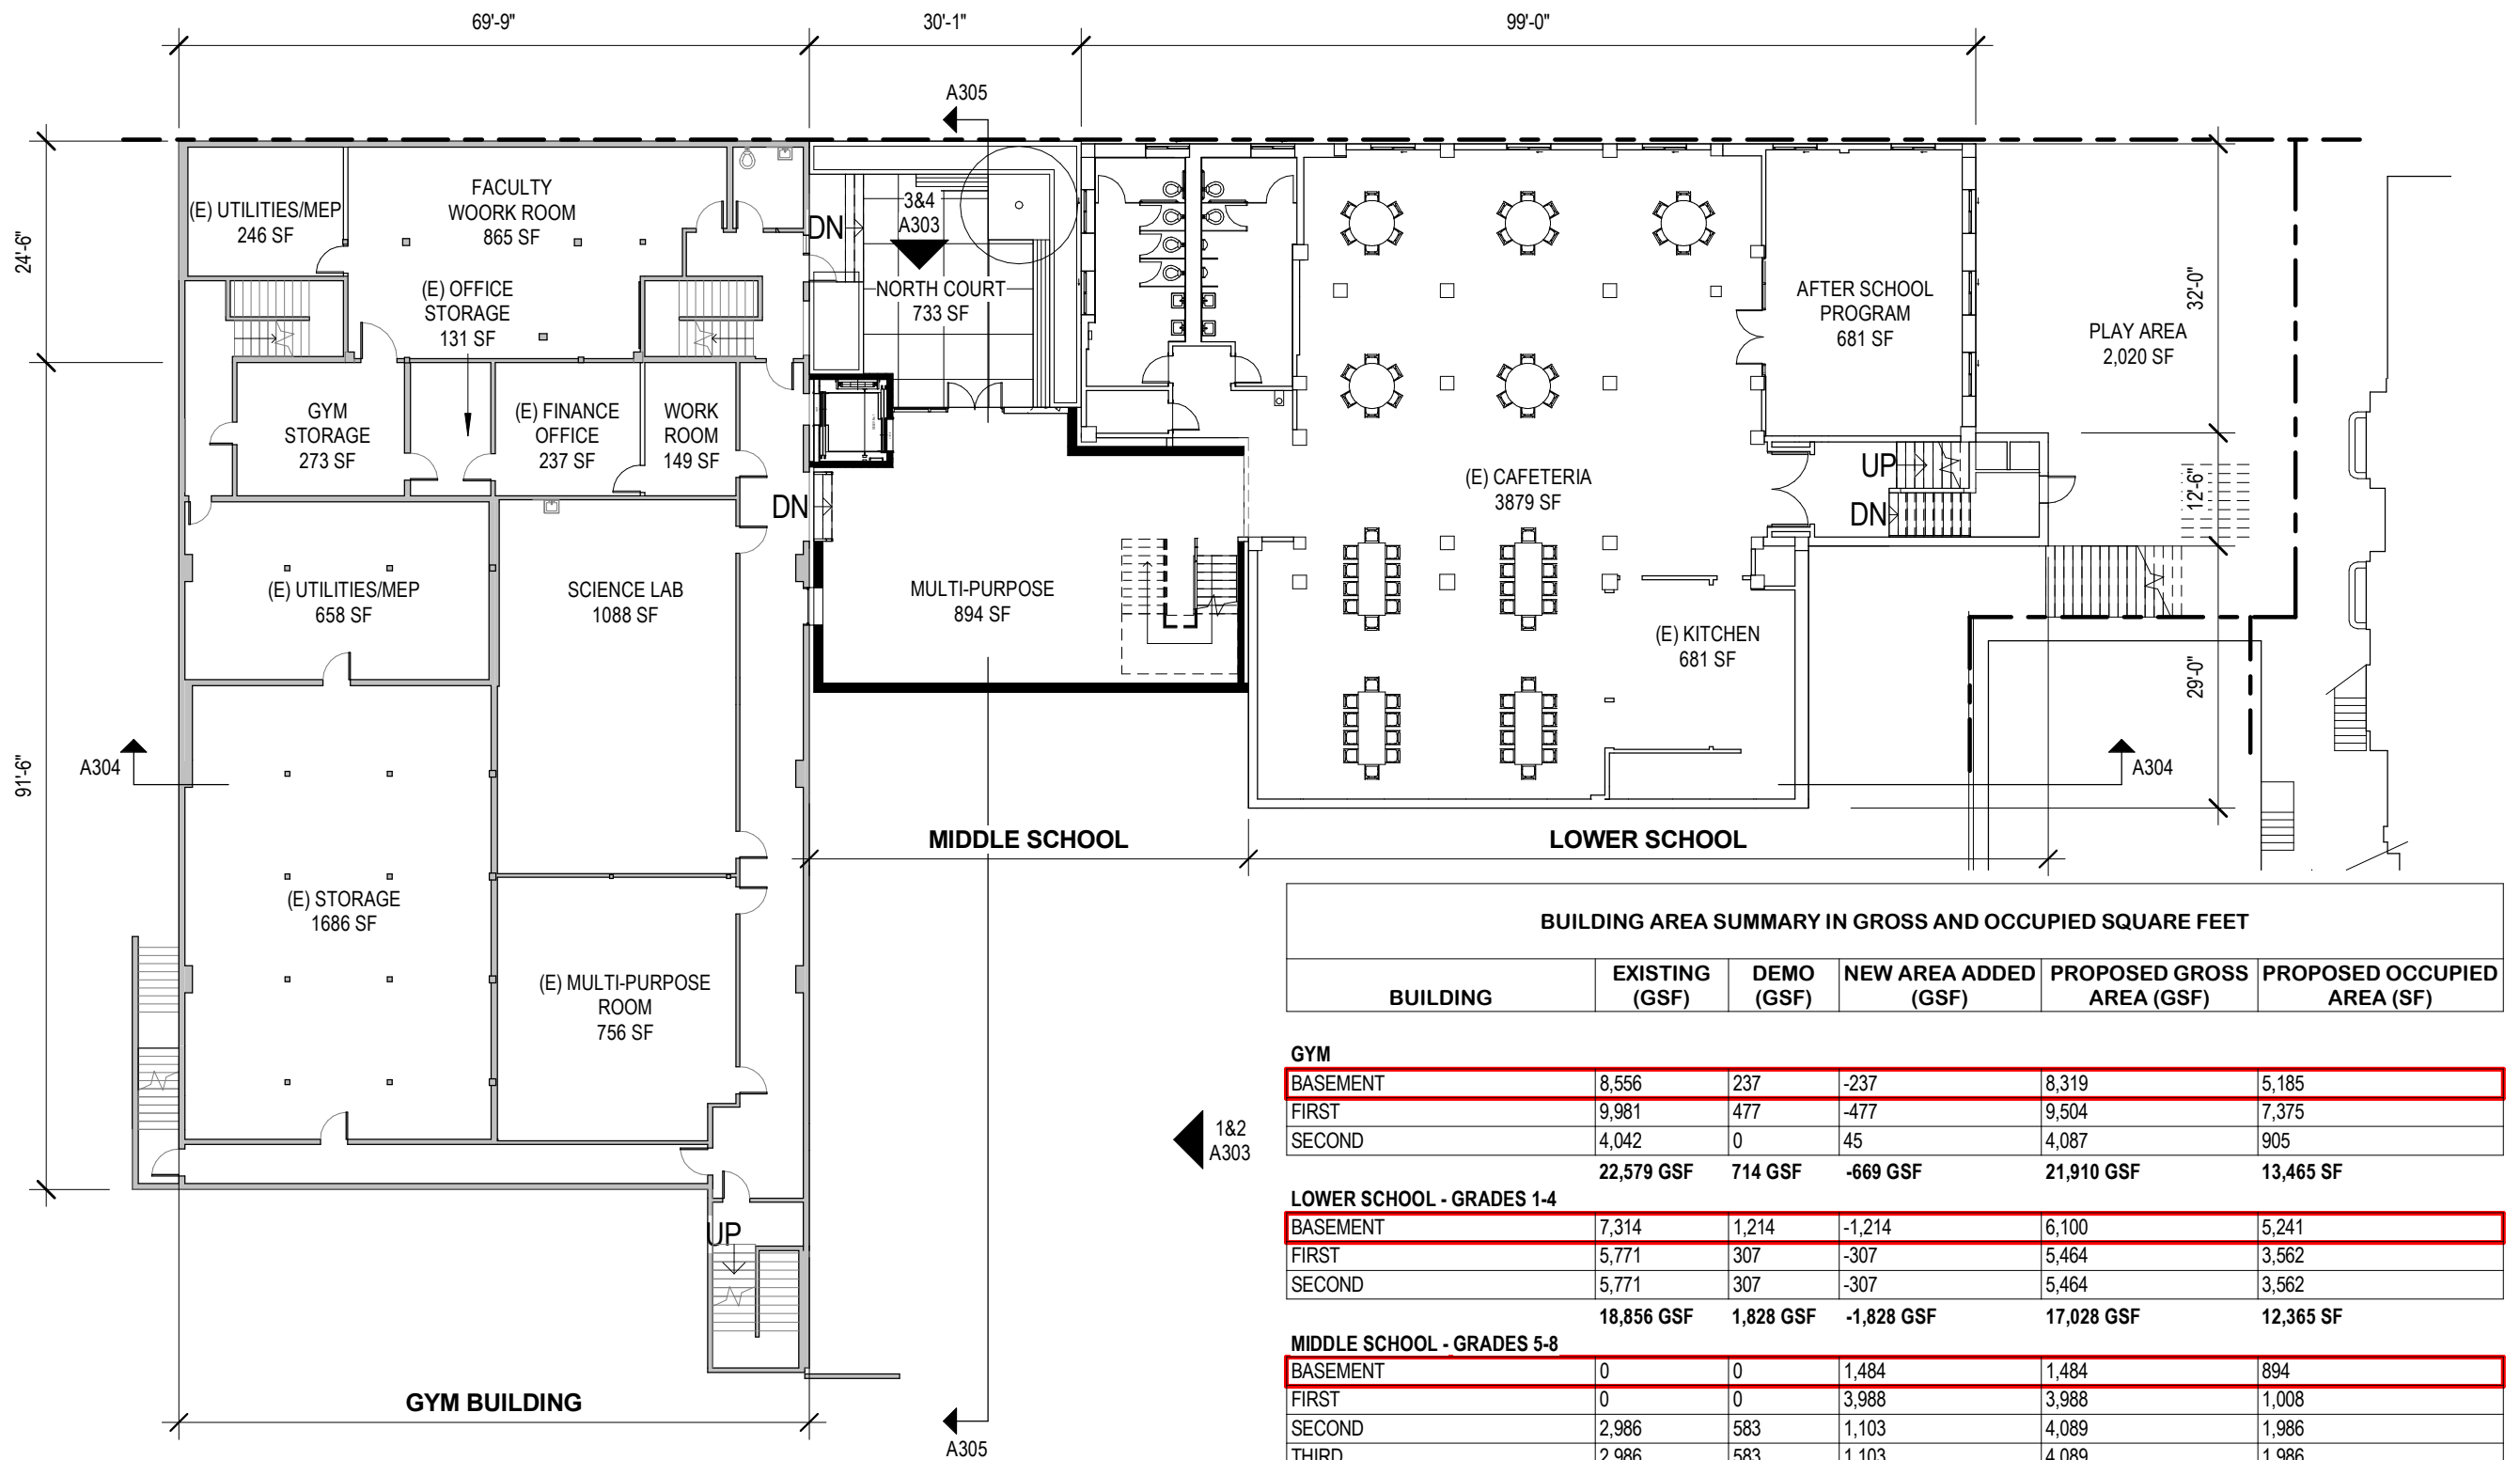 69'-9"
30'-1"
99'-0"
A305
24'-6"
91'-6"
32'-0"
12'-6"
29'-0"
(E) UTILITIES/MEP
246 SF
FACULTY
WOORK ROOM
865 SF
(E) OFFICE
STORAGE
131 SF
DN
3&4
A303
NORTH COURT
733 SF
AFTER SCHOOL
PROGRAM
681 SF
PLAY AREA
2,020 SF
GYM
STORAGE
273 SF
(E) FINANCE
OFFICE
237 SF
WORK
ROOM
149 SF
DN
(E) CAFETERIA
3879 SF
UP
DN
(E) UTILITIES/MEP
658 SF
SCIENCE LAB
1088 SF
MULTI-PURPOSE
894 SF
(E) KITCHEN
681 SF
A304
A304
MIDDLE SCHOOL
LOWER SCHOOL
(E) STORAGE
1686 SF
(E) MULTI-PURPOSE
ROOM
756 SF
1&2
A303
UP
GYM BUILDING
A305
BUILDING AREA SUMMARY IN GROSS AND OCCUPIED SQUARE FEET
BUILDING EXISTING (GSF) DEMO (GSF) NEW AREA ADDED (GSF) PROPOSED GROSS AREA (GSF) PROPOSED OCCUPIED AREA (SF)
GYM
BASEMENT 8,556 237 -237 8,319 5,185
FIRST 9,981 477 -477 9,504 7,375
SECOND 4,042 0 45 4,087 905
22,579 GSF 714 GSF -669 GSF 21,910 GSF 13,465 SF
LOWER SCHOOL - GRADES 1-4
BASEMENT 7,314 1,214 -1,214 6,100 5,241
FIRST 5,771 307 -307 5,464 3,562
SECOND 5,771 307 -307 5,464 3,562
18,856 GSF 1,828 GSF -1,828 GSF 17,028 GSF 12,365 SF
MIDDLE SCHOOL - GRADES 5-8
BASEMENT 0 0 1,484 1,484 894
FIRST 0 0 3,988 3,988 1,008
SECOND 2,986 583 1,103 4,089 1,986
THIRD 2,986 583 1,103 4,089 1,986